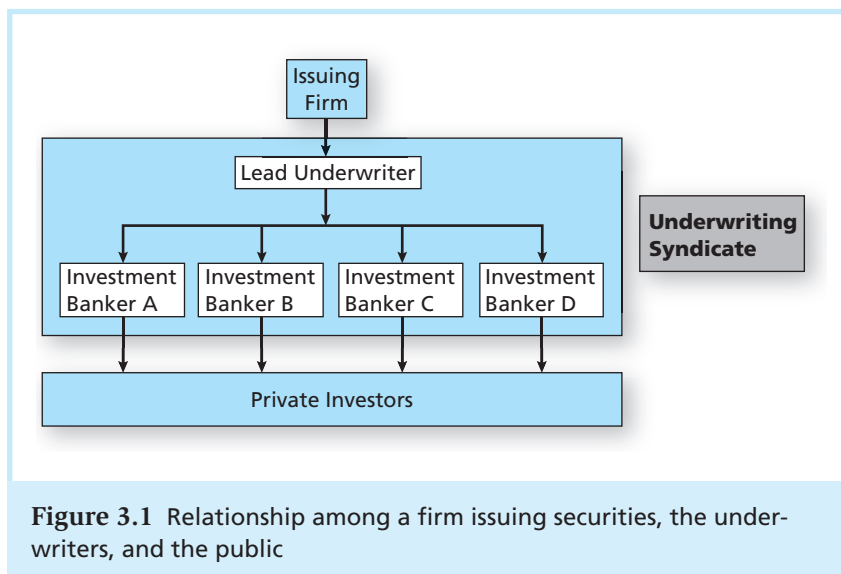 Issuing
Firm
Lead Underwriter
Underwriting
Syndicate
Investment
Banker A
Investment
Banker B
Investment
Banker C
Investment
Banker D
Private Investors
Figure 3.1 Relationship among a firm issuing securities, the under-
writers, and the public